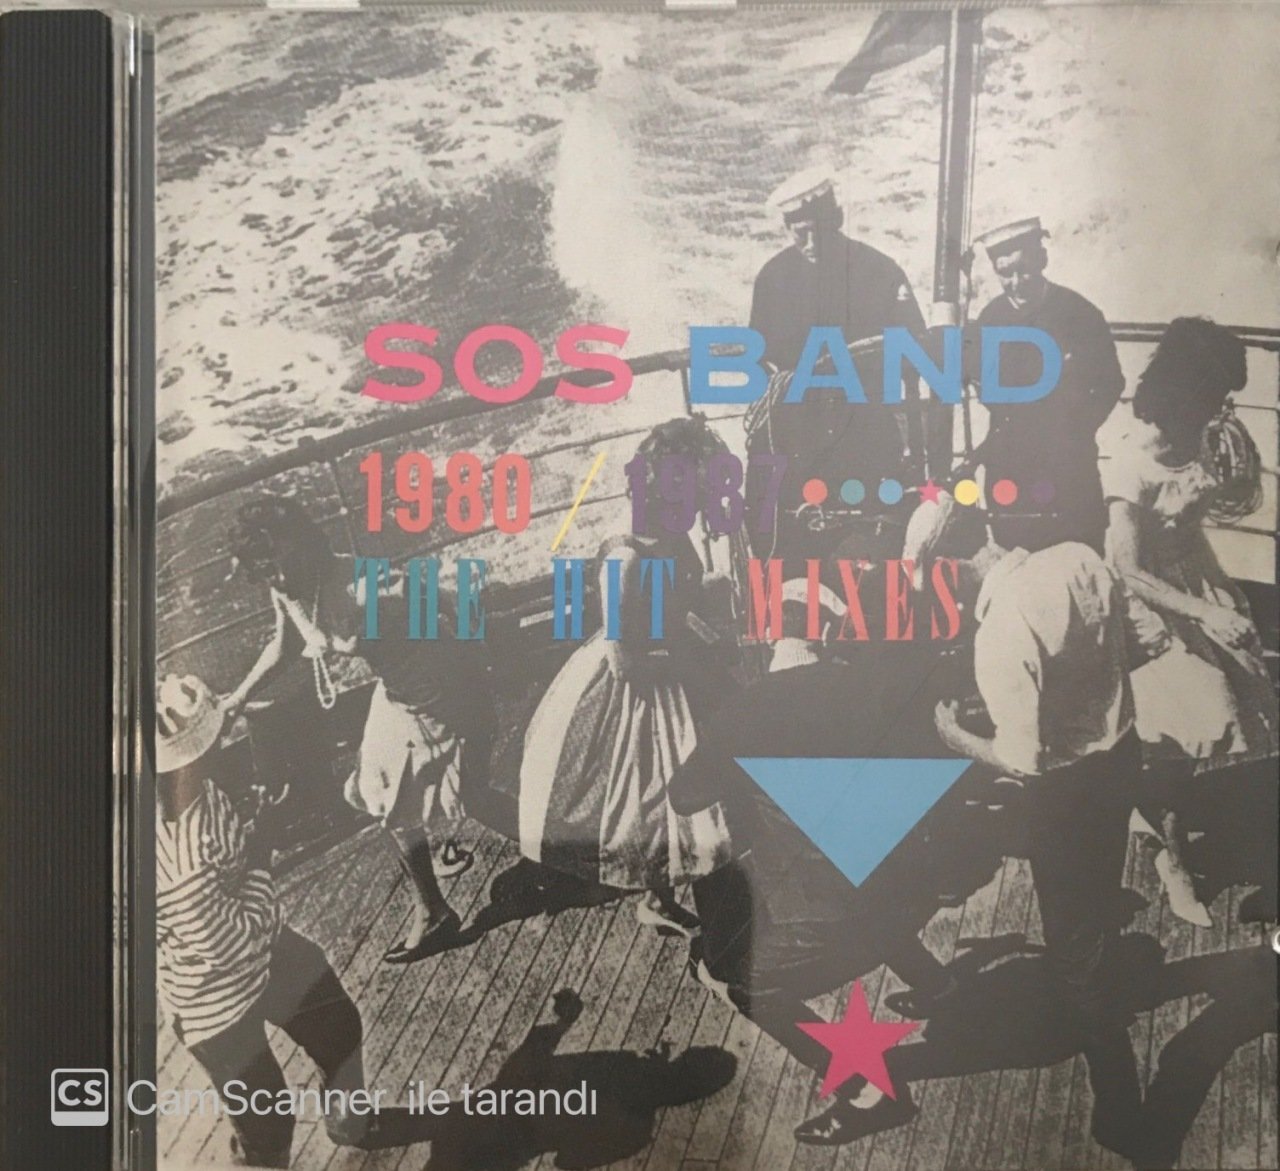 SOS BAND
1980 / 1987
THE HIT MIXES
CS CamScanner ile tarandı